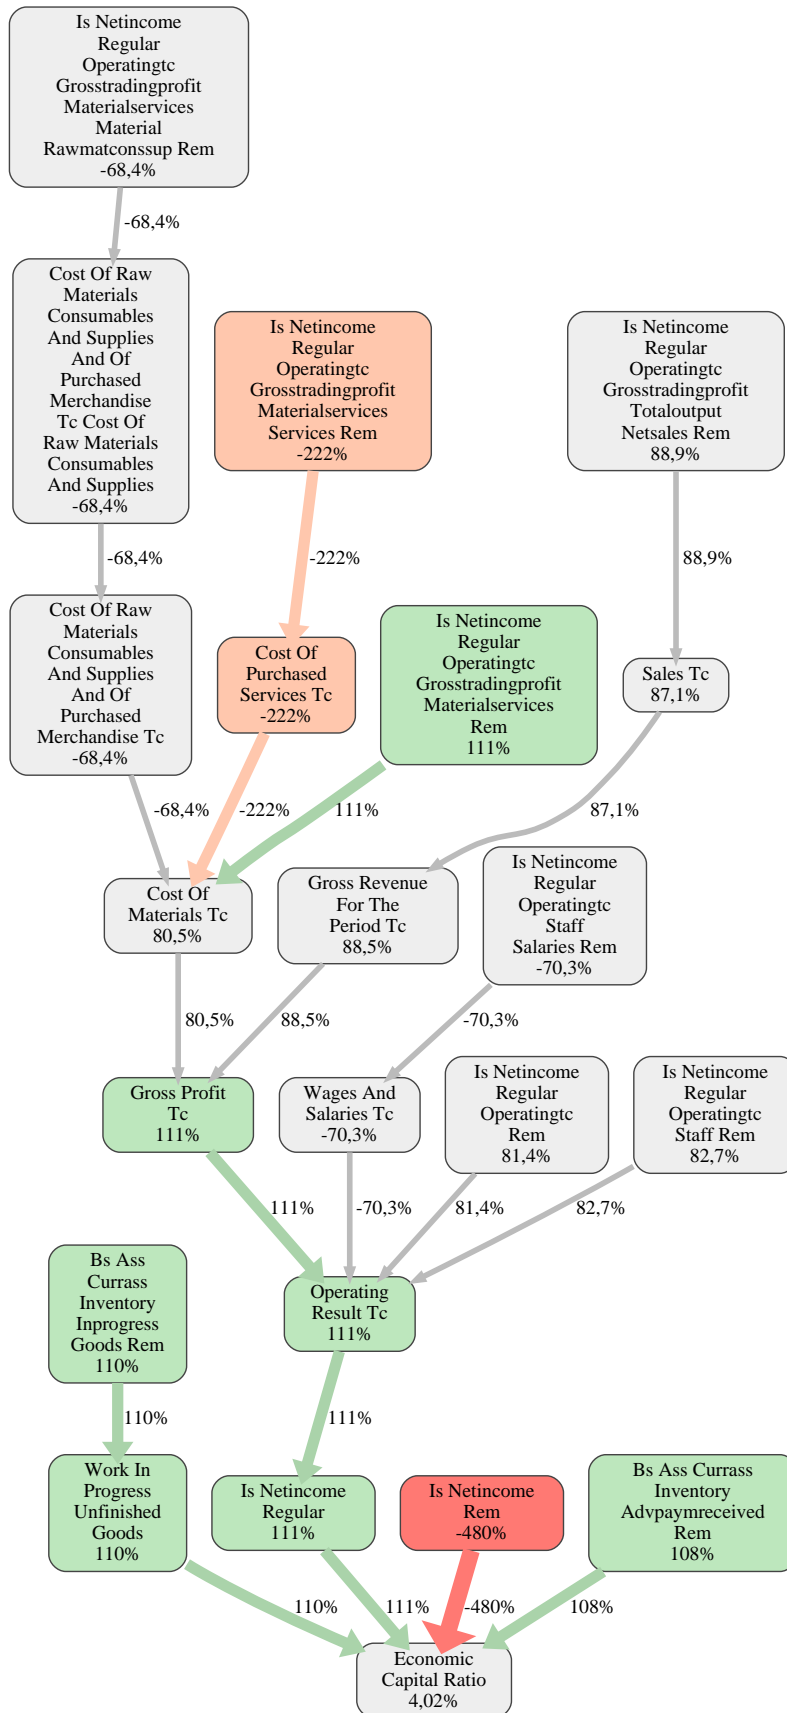 Is Netincome
Regular
Operatingtc
Grosstradingprofit
Materialservices
Material
Rawmatconssup Rem
-68,4%
-68,4%
Cost Of Raw
Materials
Consumables
And Supplies
And Of
Purchased
Merchandise
Tc Cost Of
Raw Materials
Consumables
And Supplies
-68,4%
Is Netincome
Regular
Operatingtc
Grosstradingprofit
Materialservices
Services Rem
-222%
Is Netincome
Regular
Operatingtc
Grosstradingprofit
Totaloutput
Netsales Rem
88,9%
-68,4%
-222%
88,9%
Cost Of Raw
Materials
Consumables
And Supplies
And Of
Purchased
Merchandise Tc
-68,4%
Cost Of
Purchased
Services Tc
-222%
Is Netincome
Regular
Operatingtc
Grosstradingprofit
Materialservices
Rem
111%
Sales Tc
87,1%
-68,4%
-222%
111%
87,1%
Cost Of
Materials Tc
80,5%
Gross Revenue
For The
Period Tc
88,5%
Is Netincome
Regular
Operatingtc
Staff
Salaries Rem
-70,3%
80,5%
88,5%
-70,3%
Gross Profit
Tc
111%
Wages And
Salaries Tc
-70,3%
Is Netincome
Regular
Operatingtc
Rem
81,4%
Is Netincome
Regular
Operatingtc
Staff Rem
82,7%
111%
-70,3%
81,4%
82,7%
Bs Ass
Currass
Inventory
Inprogress
Goods Rem
110%
Operating
Result Tc
111%
110%
111%
Work In
Progress
Unfinished
Goods
110%
Is Netincome
Regular
111%
Is Netincome
Rem
-480%
Bs Ass Currass
Inventory
Advpaymreceived
Rem
108%
110%
111%
-480%
108%
Economic
Capital Ratio
4,02%